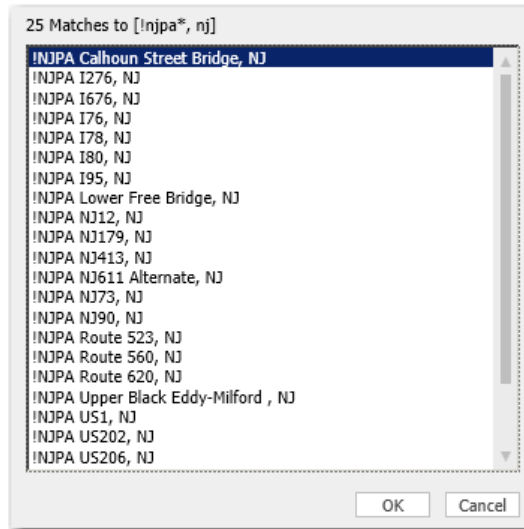 25 Matches to [!njpa*, nj]
!NJPA Calhoun Street Bridge, NJ
!NJPA I276, NJ
!NJPA I676, NJ
!NJPA I76, NJ
!NJPA I78, NJ
!NJPA I80, NJ
!NJPA I95, NJ
!NJPA Lower Free Bridge, NJ
!NJPA NJ12, NJ
!NJPA NJ179, NJ
!NJPA NJ413, NJ
!NJPA NJ611 Alternate, NJ
!NJPA NJ73, NJ
!NJPA NJ90, NJ
!NJPA Route 523, NJ
!NJPA Route 560, NJ
!NJPA Route 620, NJ
!NJPA Upper Black Eddy-Milford , NJ
!NJPA US1, NJ
!NJPA US202, NJ
!NJPA US206, NJ
OK Cancel